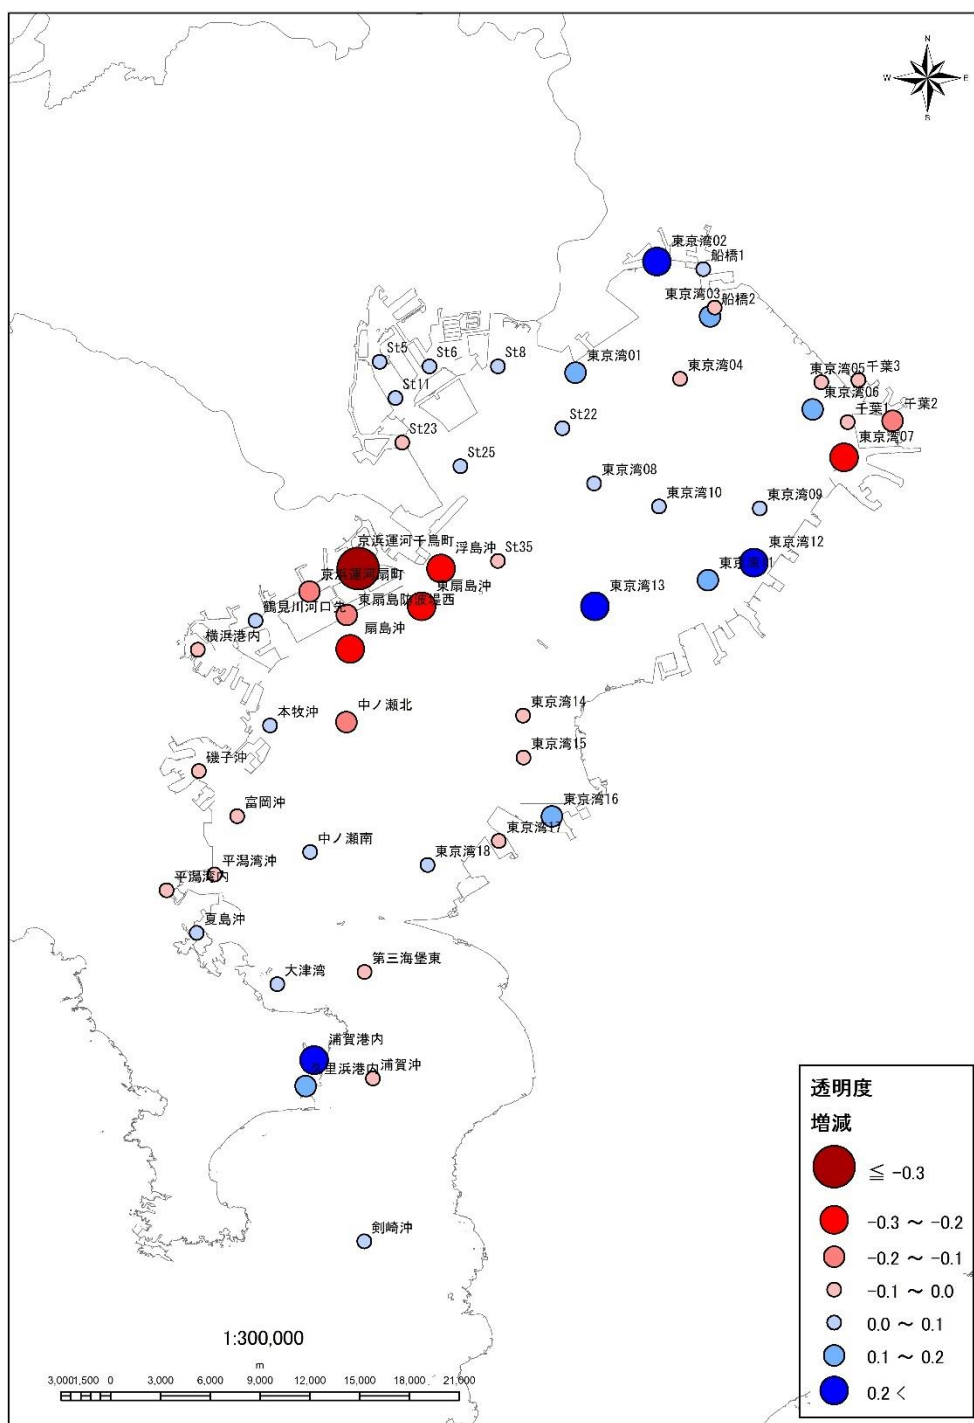 N
W
E
S
東京湾02
船橋1
東京湾03
船橋2
St5
St6
St8
東京湾01
東京湾04
東京湾05
千葉3
St11
東京湾06
千葉1
千葉2
St23
St22
東京湾07
St25
東京湾08
東京湾10
東京湾09
京浜運河千鳥町
浮島沖
St35
東京湾12
京浜運河扇町
東扇島沖
東京湾13
東京湾11
鶴見川河口先
東扇島防波堤西
横浜港内
扇島沖
本牧沖
中ノ瀬北
東京湾14
磯子沖
東京湾15
富岡沖
東京湾16
中ノ瀬南
東京湾17
東京湾18
平潟湾沖
平潟湾内
夏島沖
大津湾
第三海堡東
浦賀港内
久里浜港内
浦賀沖
剣崎沖
透明度
増減
≦ -0.3
-0.3 ～ -0.2
-0.2 ～ -0.1
-0.1 ～ 0.0
0.0 ～ 0.1
0.1 ～ 0.2
0.2 <
1:300,000
m
3,000 1,500 0 3,000 6,000 9,000 12,000 15,000 18,000 21,000